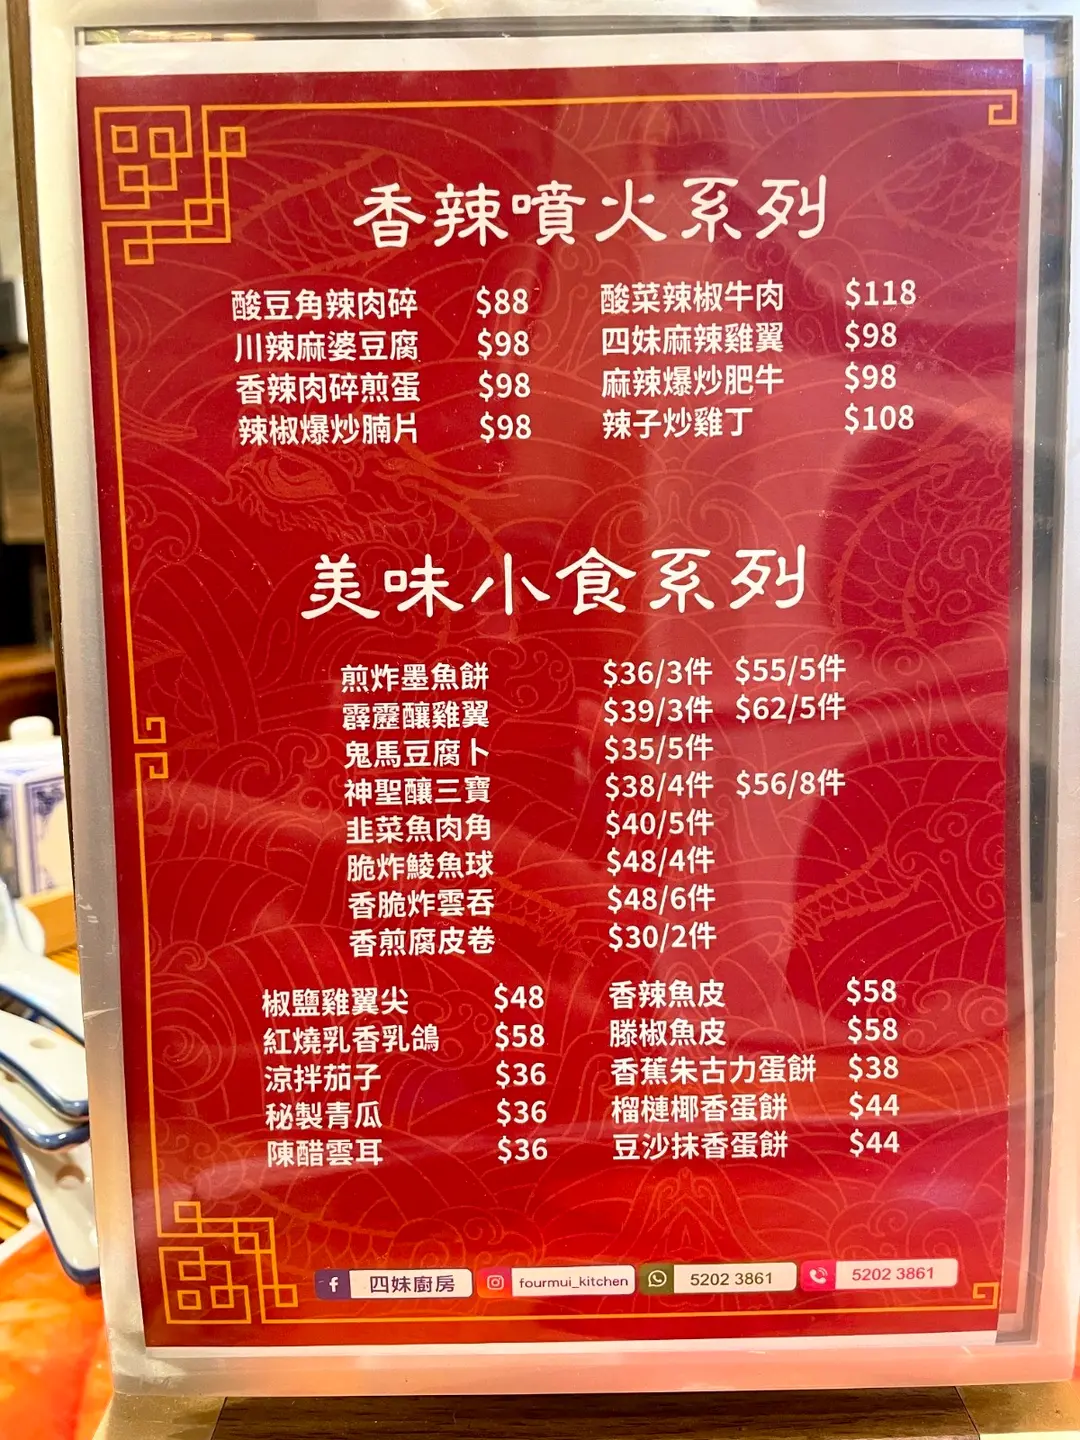 香辣噴火系列
酸豆角辣肉碎 $88 酸菜辣椒牛肉 $118
川辣麻婆豆腐 $98 四妹麻辣雞翼 $98
香辣肉碎煎蛋 $98 麻辣爆炒肥牛 $98
辣椒爆炒腩片 $98 辣子炒雞丁 $108
美味小食系列
煎炸墨魚餅 $36/3件 $55/5件
霹靂釀雞翼 $39/3件 $62/5件
鬼馬豆腐卜 $35/5件
神聖釀三寶 $38/4件 $56/8件
韭菜魚肉角 $40/5件
脆炸鯪魚球 $48/4件
香脆炸雲吞 $48/6件
香煎腐皮卷 $30/2件
椒鹽雞翼尖 $48 香辣魚皮 $58
紅燒乳香乳鴿 $58 滕椒魚皮 $58
涼拌茄子 $36 香蕉朱古力蛋餅 $38
秘製青瓜 $36 榴槤椰香蛋餅 $44
陳醋雲耳 $36 豆沙抹香蛋餅 $44
四妹廚房 fourmui_kitchen 5202 3861 5202 3861